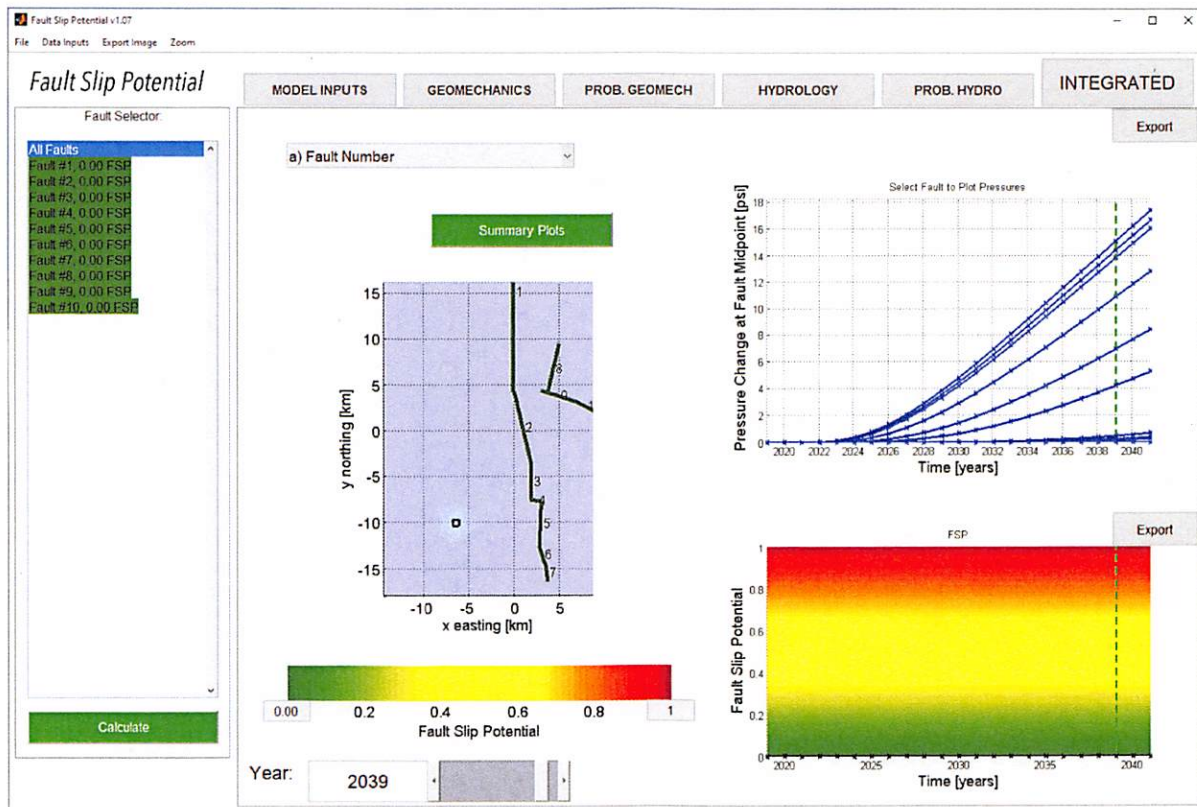 Fault Slip Potential v1.07
File Data Inputs Export Image Zoom
Fault Slip Potential
MODEL INPUTS GEOMECHANICS PROB. GEOMECH HYDROLOGY PROB. HYDRO INTEGRATED
Export
Fault Selector:
All Faults
Fault #1, 0.00 FSP
Fault #2, 0.00 FSP
Fault #3, 0.00 FSP
Fault #4, 0.00 FSP
Fault #5, 0.00 FSP
Fault #6, 0.00 FSP
Fault #7, 0.00 FSP
Fault #8, 0.00 FSP
Fault #9, 0.00 FSP
Fault #10, 0.00 FSP
Calculate
a) Fault Number
Summary Plots
15
10
5
0
-5
-10
-15
y northing [km]
1
8
2
3
4
5
6
7
-10 -5 0 5
x easting [km]
0.00 0.2 0.4 0.6 0.8 1
Fault Slip Potential
Year: 2039
Select Fault to Plot Pressures
18
16
14
12
10
8
6
4
2
0
Pressure Change at Fault Midpoint [psi]
2020 2022 2024 2026 2028 2030 2032 2034 2036 2038 2040
Time [years]
Export
FSP
1
0.8
0.6
0.4
0.2
0
Fault Slip Potential
2020 2025 2030 2035 2040
Time [years]